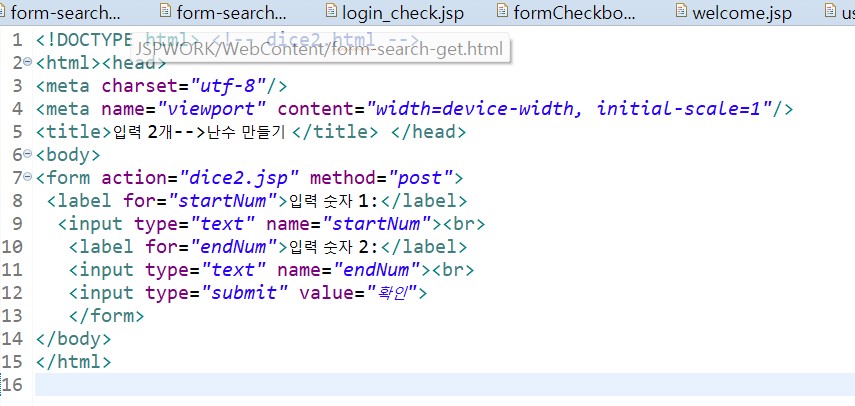 form-search... form-search... login_check.jsp formCheckbo... welcome.jsp us
1 <!DOCTYPE html> <!-- dice2.html -->
JSPWORK/WebContent/form-search-get.html
2 <html><head>
3 <meta charset="utf-8"/>
4 <meta name="viewport" content="width=device-width, initial-scale=1"/>
5 <title>입력 2개-->난수 만들기 </title> </head>
6 <body>
7 <form action="dice2.jsp" method="post">
8 <label for="startNum">입력 숫자 1:</label>
9 <input type="text" name="startNum"><br>
10 <label for="endNum">입력 숫자 2:</label>
11 <input type="text" name="endNum"><br>
12 <input type="submit" value="확인">
13 </form>
14 </body>
15 </html>
16